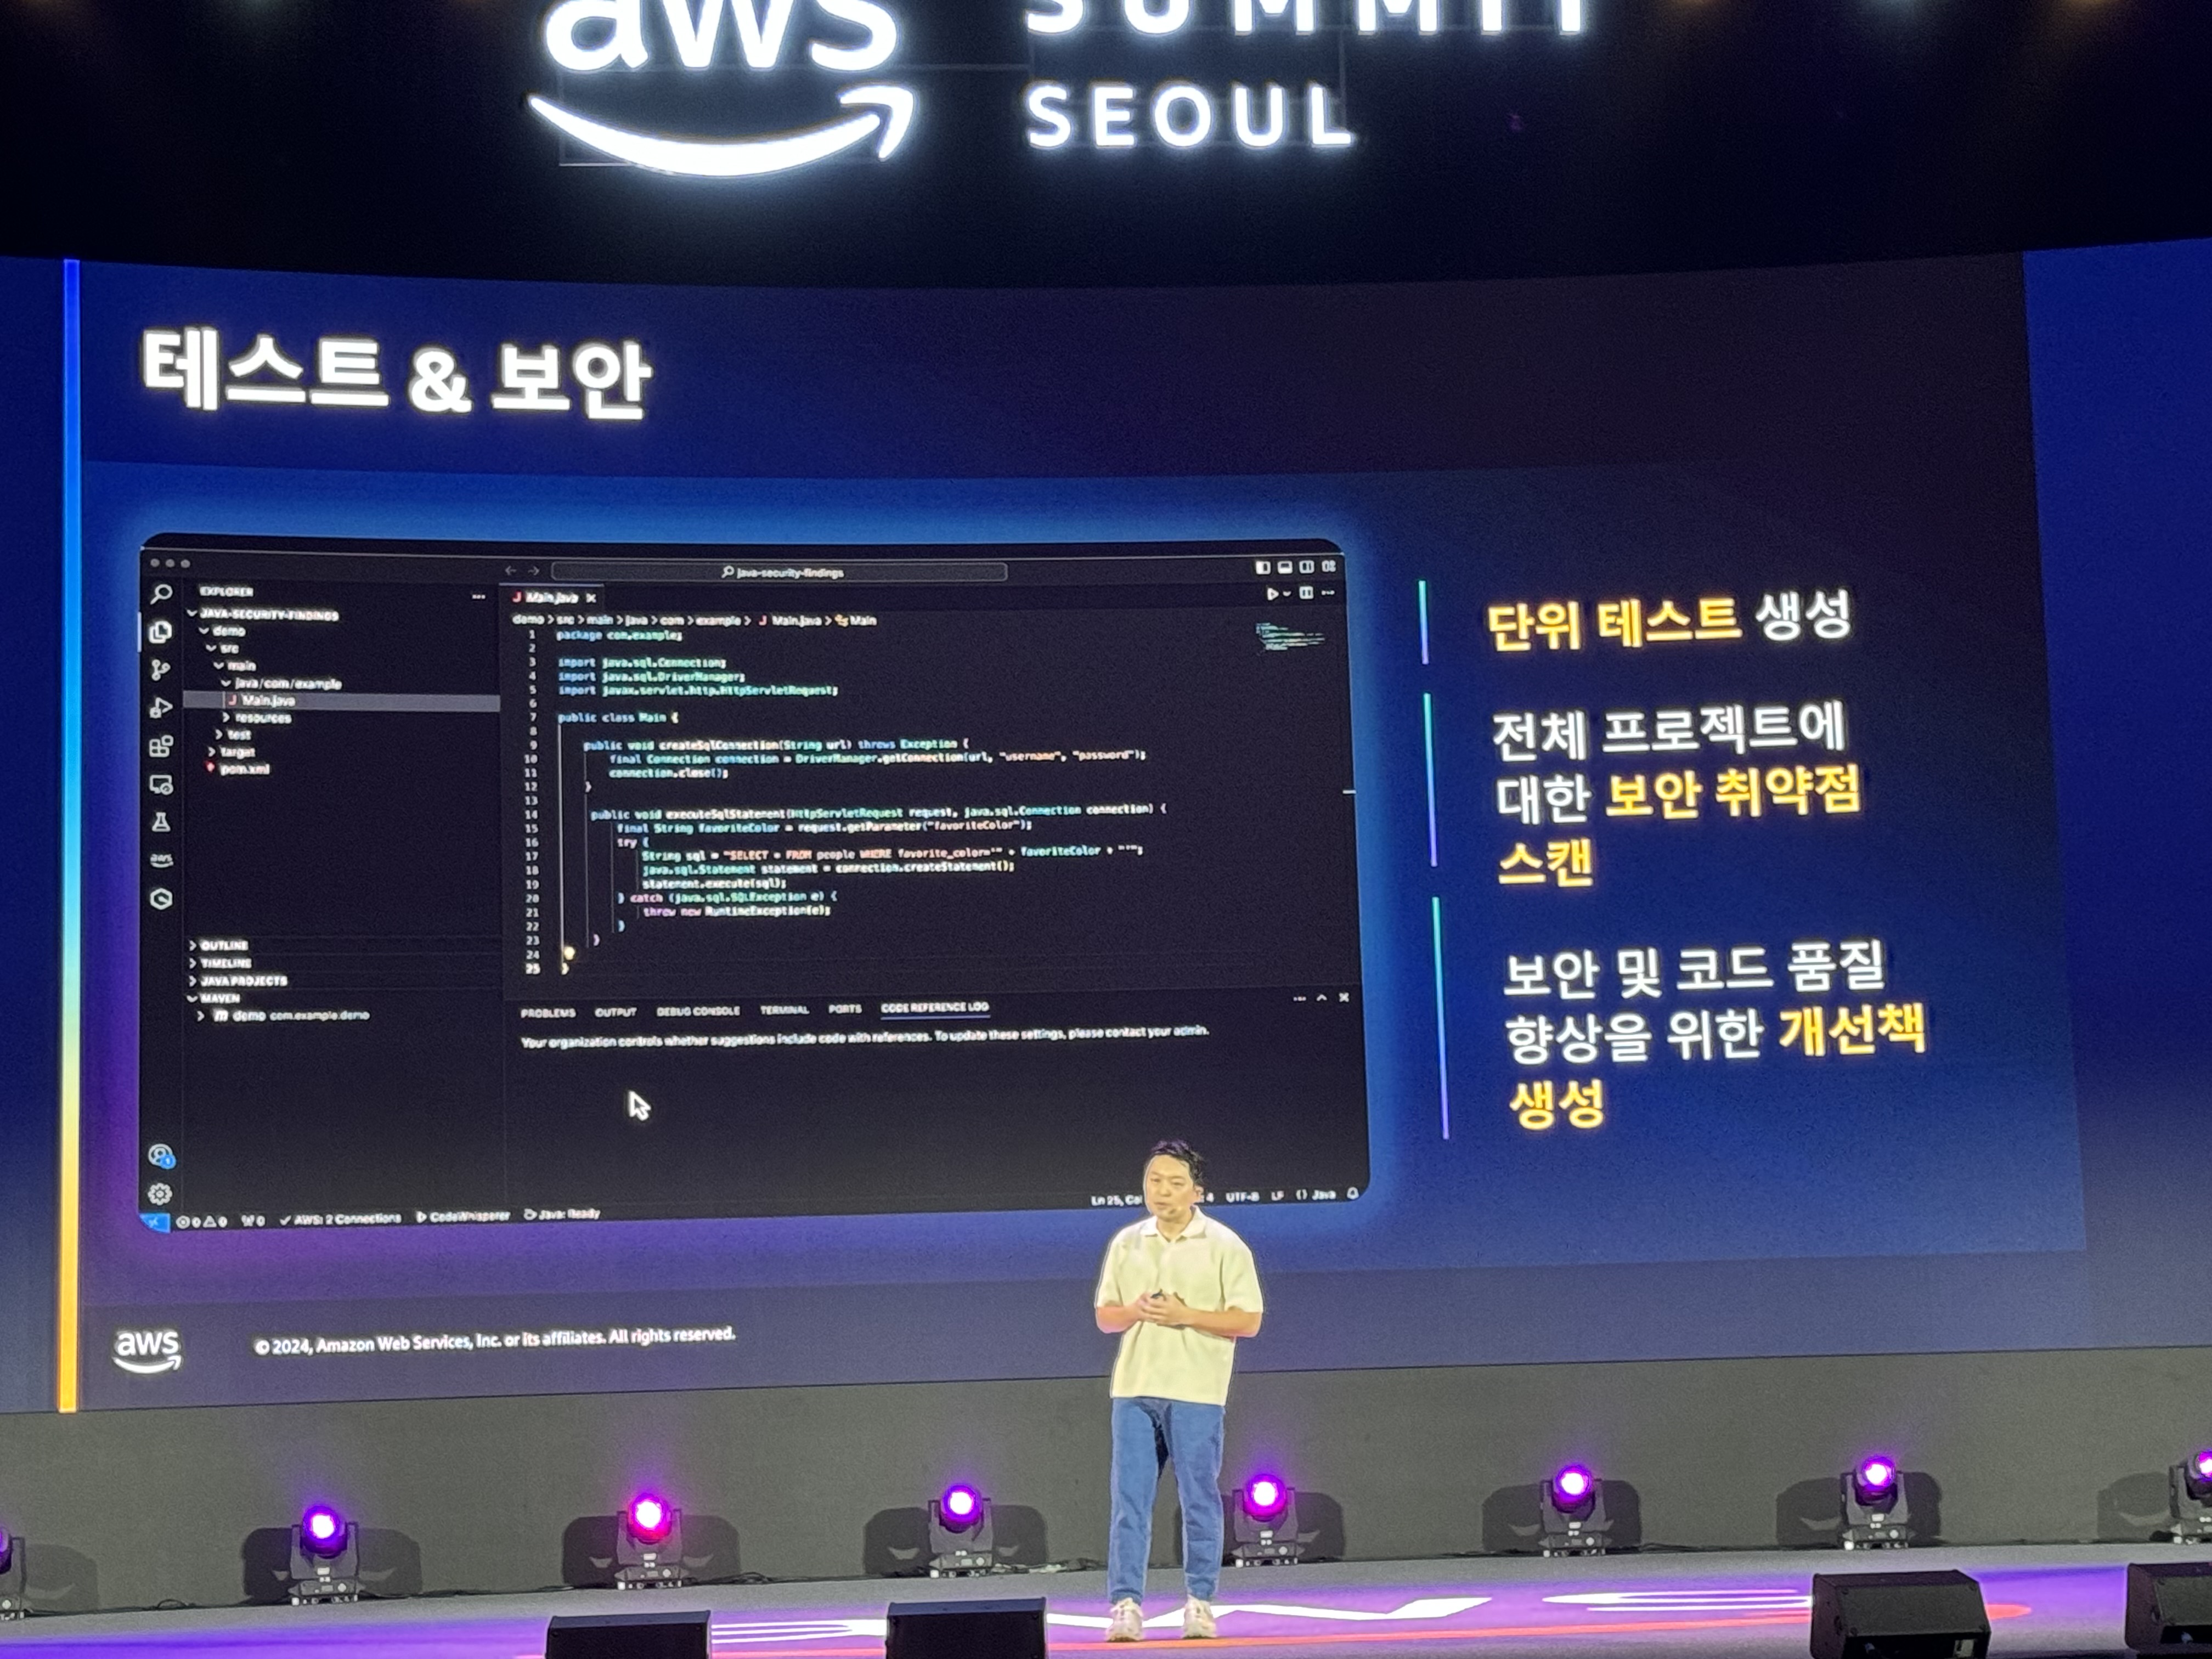 aws SUMMIT
SEOUL
테스트 & 보안
java-security-findings
EXPLORER
JAVA-SECURITY-FINDINGS
demo
src
main
java/com/example
Main.java
resources
test
target
pom.xml
OUTLINE
TIMELINE
JAVA PROJECTS
MAVEN
demo com.example.demo
Main.java
demo > src > main > java > com > example > J Main.java > Main
1 package com.example;
2
3 import java.sql.Connection;
4 import java.sql.DriverManager;
5 import javax.servlet.http.HttpServletRequest;
6
7 public class Main {
8
9 public void createSqlConnection(String url) throws Exception {
10 final Connection connection = DriverManager.getConnection(url, "username", "password");
11 connection.close();
12 }
13
14 public void executeSqlStatement(HttpServletRequest request, java.sql.Connection connection) {
15 final String favoriteColor = request.getParameter("favoriteColor");
16 try {
17 String sql = "SELECT * FROM people WHERE favorite_color='" + favoriteColor + "'";
18 java.sql.Statement statement = connection.createStatement();
19 statement.execute(sql);
20 } catch (java.sql.SQLException e) {
21 throw new RuntimeException(e);
22 }
23 }
24
25 }
PROBLEMS OUTPUT DEBUG CONSOLE TERMINAL PORTS CODE REFERENCE LOG
Your organization controls whether suggestions include code with references. To update these settings, please contact your admin.
0 0 0 AWS: 2 Connections CodeWhisperer Java: Ready
Ln 25, 4 UTF-8 LF {} Java
aws
단위 테스트 생성
전체 프로젝트에
대한 보안 취약점
스캔
보안 및 코드 품질
향상을 위한 개선책
생성
aws
© 2024, Amazon Web Services, Inc. or its affiliates. All rights reserved.